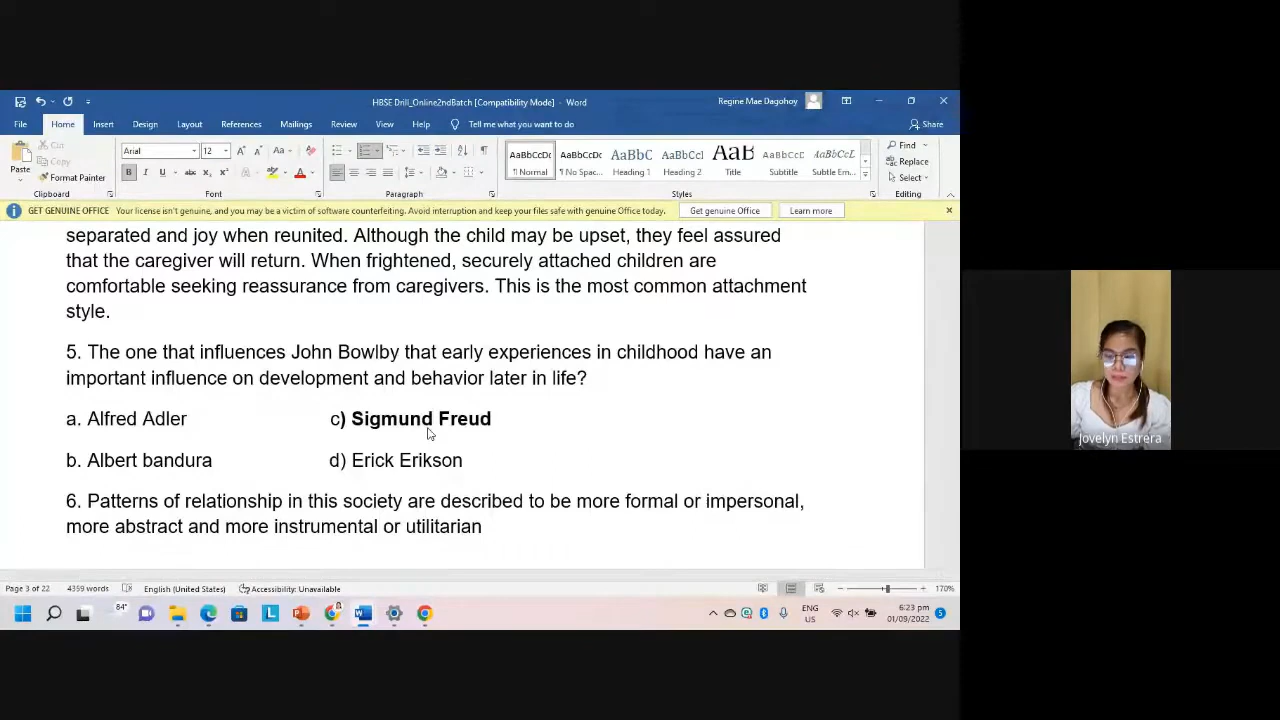 HBSE Drill_Online2ndBatch [Compatibility Mode] - Word
Regine Mae Dagohoy
File Home Insert Design Layout References Mailings Review View Help Tell me what you want to do Share
Paste
Cut
Copy
Format Painter
Clipboard
Arial 12
Font
Paragraph
AaBbCcDc AaBbCcDc AaBbC AaBbCcI AaB AaBbCcD AaBbCcL
¶ Normal ¶ No Spac... Heading 1 Heading 2 Title Subtitle Subtle Em...
Styles
Find
Replace
Select
Editing
GET GENUINE OFFICE Your license isn't genuine, and you may be a victim of software counterfeiting. Avoid interruption and keep your files safe with genuine Office today. Get genuine Office Learn more
separated and joy when reunited. Although the child may be upset, they feel assured
that the caregiver will return. When frightened, securely attached children are
comfortable seeking reassurance from caregivers. This is the most common attachment
style.
5. The one that influences John Bowlby that early experiences in childhood have an
important influence on development and behavior later in life?
a. Alfred Adler c) Sigmund Freud
b. Albert bandura d) Erick Erikson
6. Patterns of relationship in this society are described to be more formal or impersonal,
more abstract and more instrumental or utilitarian
Jovelyn Estrera
Page 3 of 22 4359 words English (United States) Accessibility: Unavailable 170%
84°
ENG
US
6:23 pm
01/09/2022
5